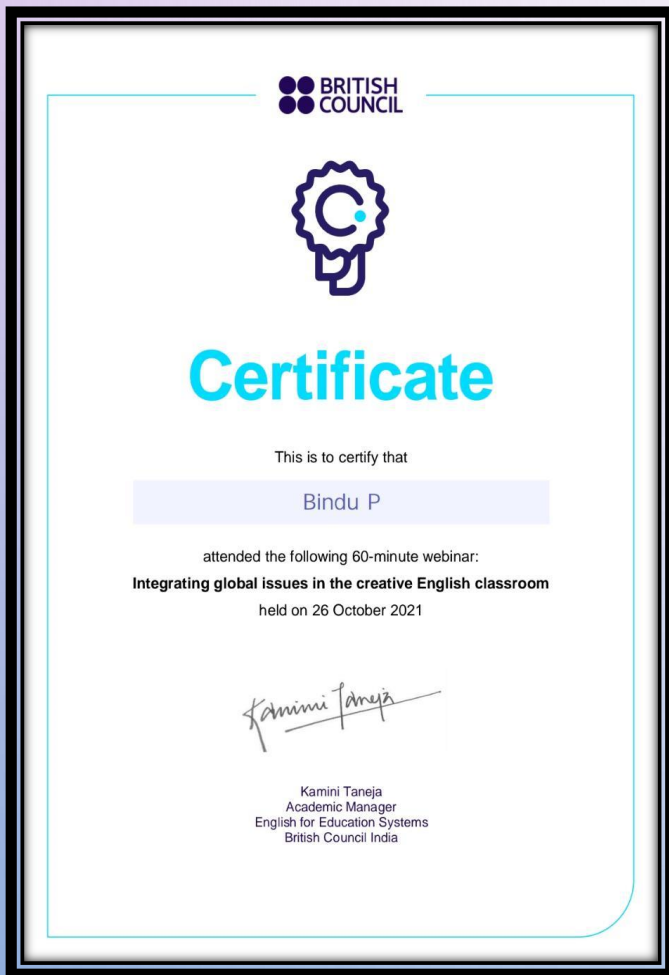 BRITISH
COUNCIL
Certificate
This is to certify that
Bindu P
attended the following 60-minute webinar:
Integrating global issues in the creative English classroom
held on 26 October 2021
Kamini Taneja
Kamini Taneja
Academic Manager
English for Education Systems
British Council India